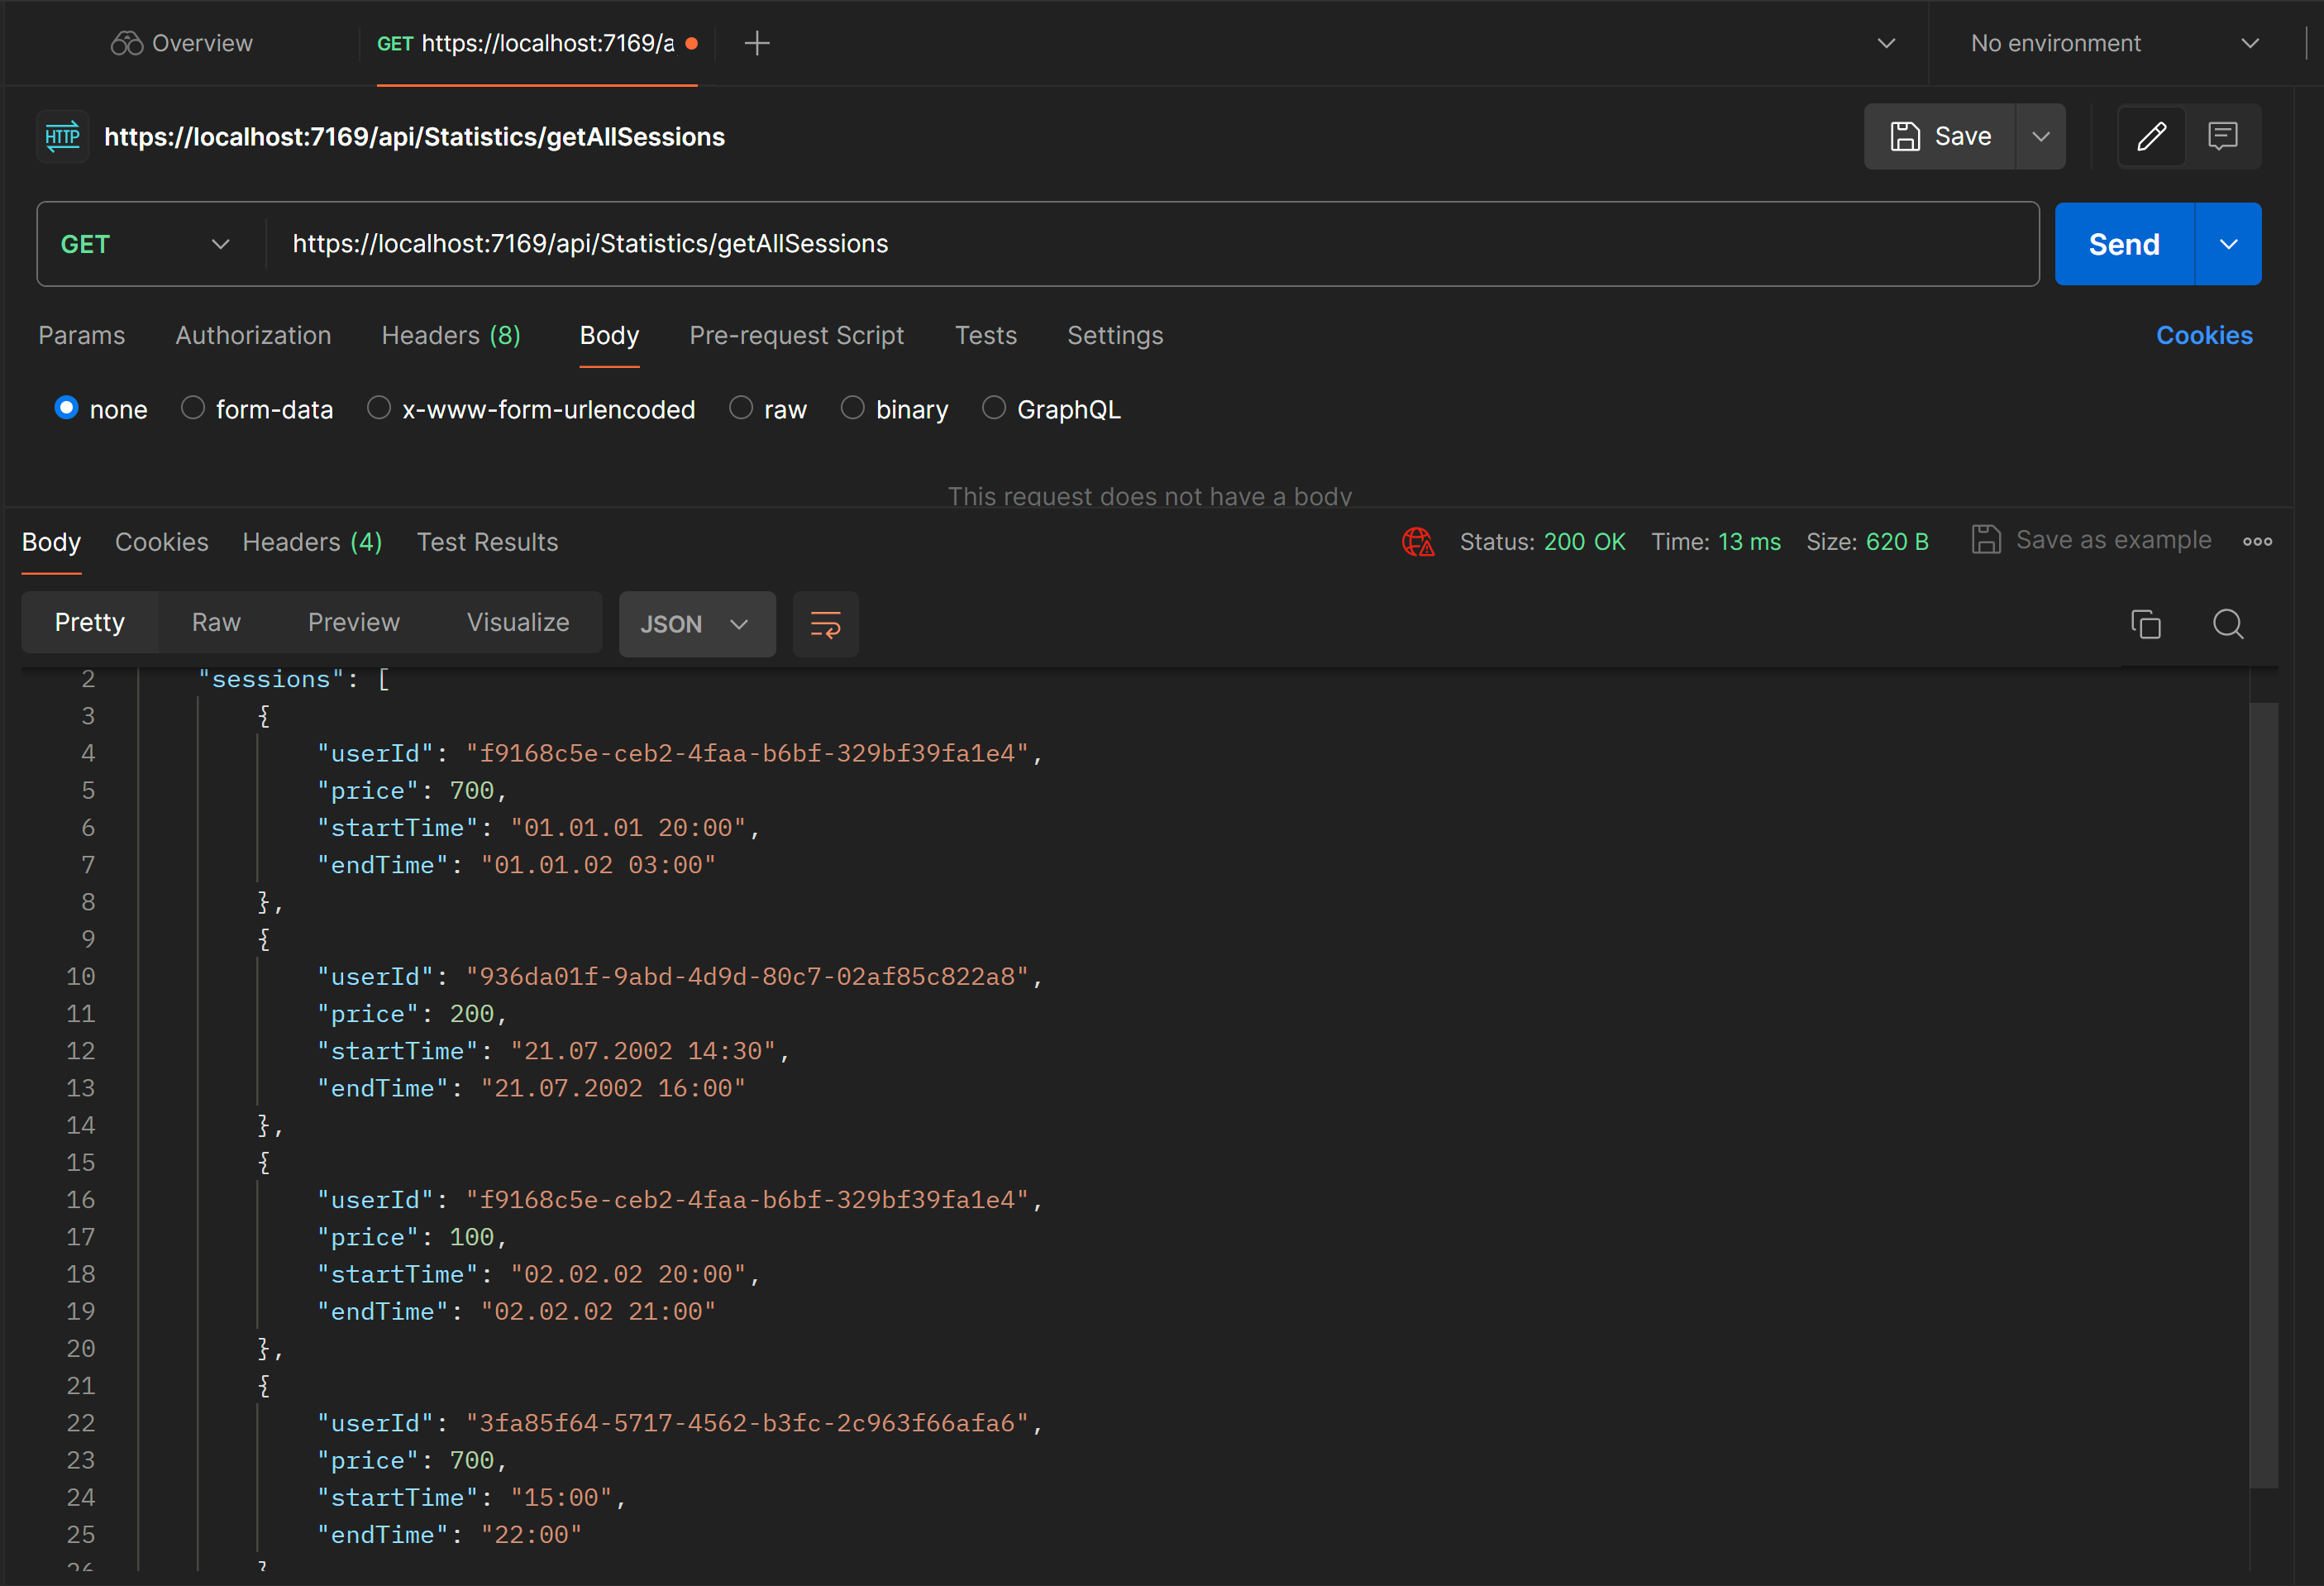 Overview
GET https://localhost:7169/a
No environment
HTTP
https://localhost:7169/api/Statistics/getAllSessions
Save
GET
https://localhost:7169/api/Statistics/getAllSessions
Send
Params Authorization Headers (8) Body Pre-request Script Tests Settings Cookies
none form-data x-www-form-urlencoded raw binary GraphQL
This request does not have a body
Body Cookies Headers (4) Test Results Status: 200 OK Time: 13 ms Size: 620 B Save as example
Pretty Raw Preview Visualize JSON
2 "sessions": [
3 {
4 "userId": "f9168c5e-ceb2-4faa-b6bf-329bf39fa1e4",
5 "price": 700,
6 "startTime": "01.01.01 20:00",
7 "endTime": "01.01.02 03:00"
8 },
9 {
10 "userId": "936da01f-9abd-4d9d-80c7-02af85c822a8",
11 "price": 200,
12 "startTime": "21.07.2002 14:30",
13 "endTime": "21.07.2002 16:00"
14 },
15 {
16 "userId": "f9168c5e-ceb2-4faa-b6bf-329bf39fa1e4",
17 "price": 100,
18 "startTime": "02.02.02 20:00",
19 "endTime": "02.02.02 21:00"
20 },
21 {
22 "userId": "3fa85f64-5717-4562-b3fc-2c963f66afa6",
23 "price": 700,
24 "startTime": "15:00",
25 "endTime": "22:00"
26 }